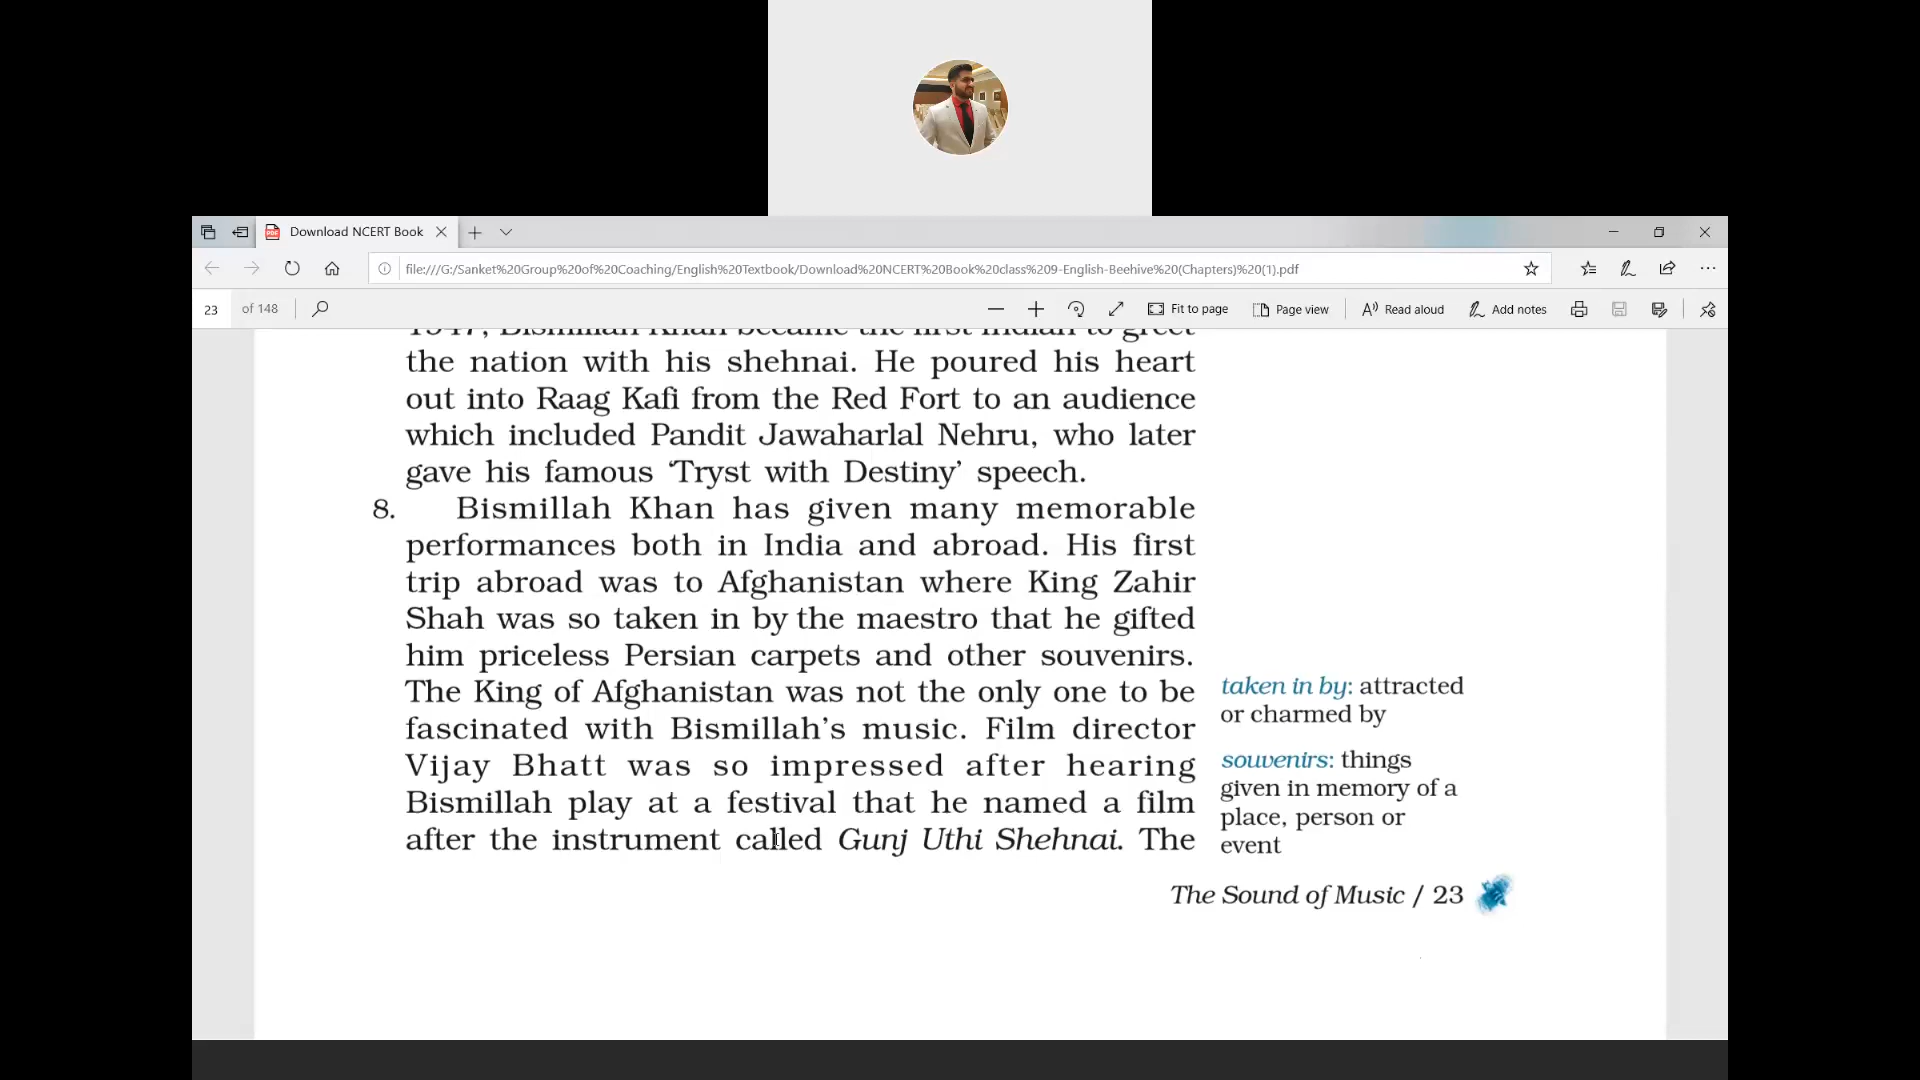 Download NCERT Book
file:///G:/Sanket%20Group%20of%20Coaching/English%20Textbook/Download%20NCERT%20Book%20class%209-English-Beehive%20(Chapters)%20(1).pdf
23 of 148 Fit to page Page view Read aloud Add notes
1947, Bismillah Khan became the first Indian to greet
the nation with his shehnai. He poured his heart
out into Raag Kafi from the Red Fort to an audience
which included Pandit Jawaharlal Nehru, who later
gave his famous ‘Tryst with Destiny’ speech.
8. Bismillah Khan has given many memorable
performances both in India and abroad. His first
trip abroad was to Afghanistan where King Zahir
Shah was so taken in by the maestro that he gifted
him priceless Persian carpets and other souvenirs.
The King of Afghanistan was not the only one to be
fascinated with Bismillah’s music. Film director
Vijay Bhatt was so impressed after hearing
Bismillah play at a festival that he named a film
after the instrument called Gunj Uthi Shehnai. The
taken in by: attracted
or charmed by
souvenirs: things
given in memory of a
place, person or
event
The Sound of Music / 23